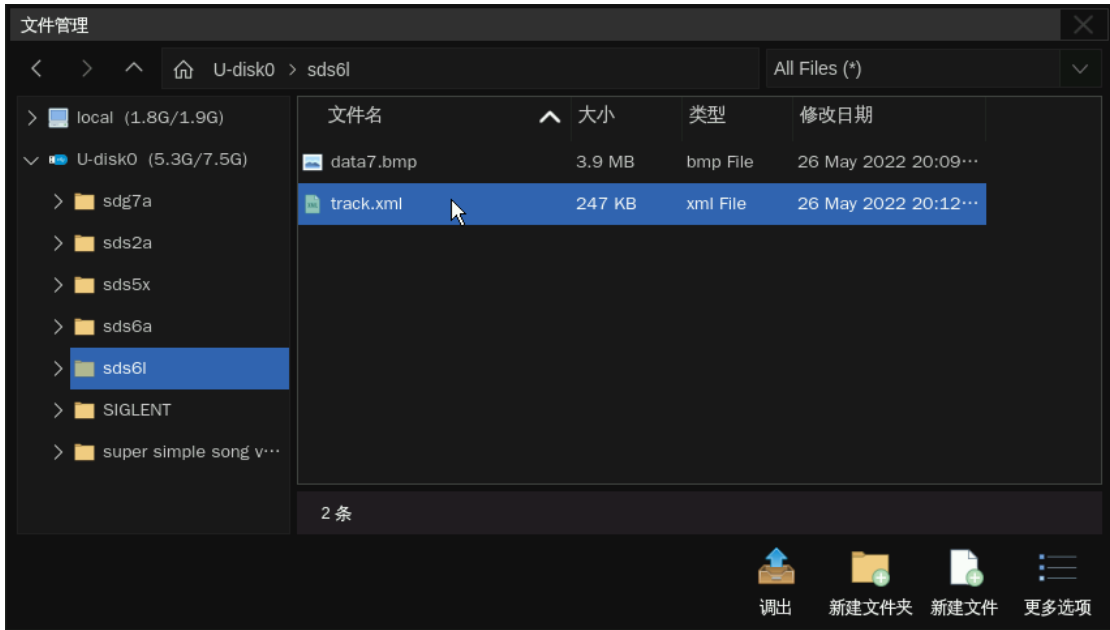 文件管理
U-disk0 > sds6l
All Files (*)
local (1.8G/1.9G)
U-disk0 (5.3G/7.5G)
sdg7a
sds2a
sds5x
sds6a
sds6l
SIGLENT
super simple song v⋯
文件名 大小 类型 修改日期
data7.bmp 3.9 MB bmp File 26 May 2022 20:09⋯
track.xml 247 KB xml File 26 May 2022 20:12⋯
2 条
调出 新建文件夹 新建文件 更多选项